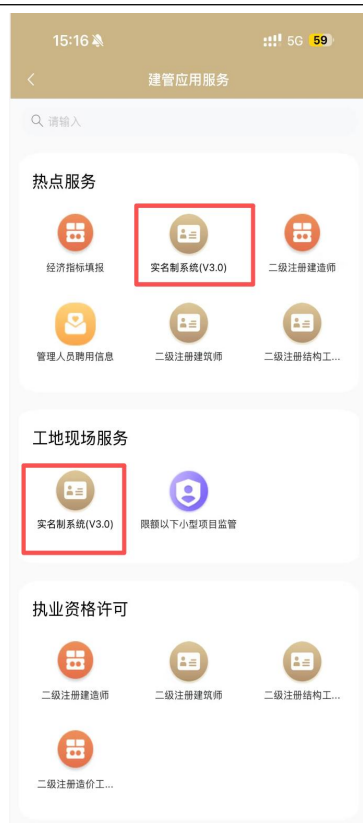 15:16 5G 59
建管应用服务
请输入
热点服务
经济指标填报 实名制系统(V3.0) 二级注册建造师
管理人员聘用信息 二级注册建筑师 二级注册结构工...
工地现场服务
实名制系统(V3.0) 限额以下小型项目监管
执业资格许可
二级注册建造师 二级注册建筑师 二级注册结构工...
二级注册造价工...